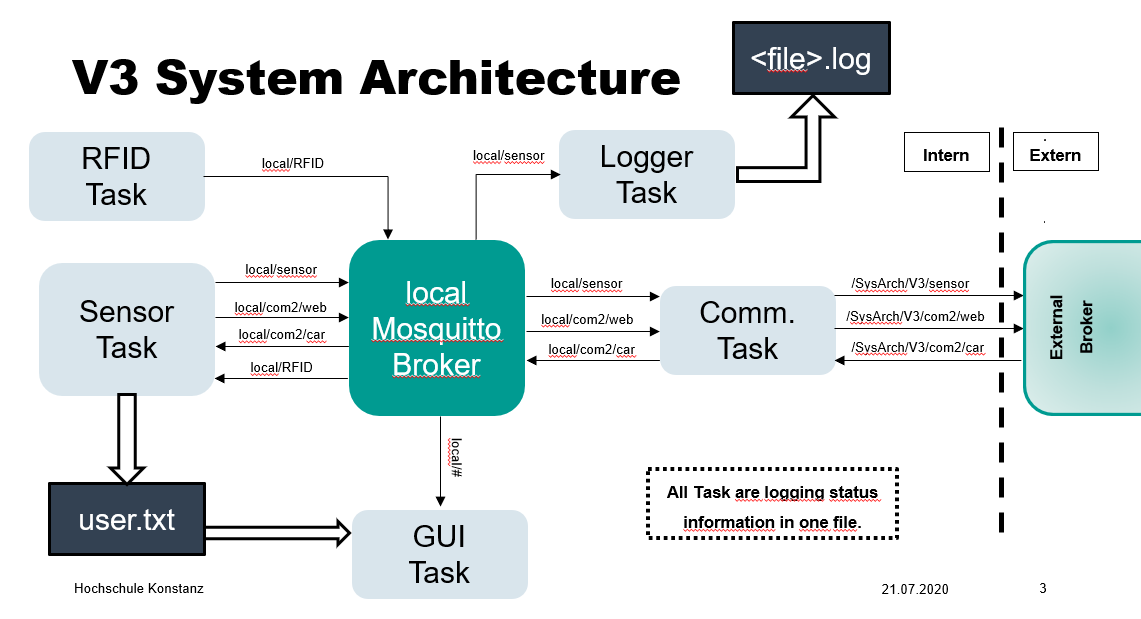 V3 System Architecture
<file>.log
RFID
Task
local/RFID
local/sensor
Logger
Task
Intern
Extern
Sensor
Task
local/sensor
local/com2/web
local/com2/car
local/RFID
local
Mosquitto
Broker
local/sensor
local/com2/web
local/com2/car
Comm.
Task
/SysArch/V3/sensor
/SysArch/V3/com2/web
/SysArch/V3/com2/car
External
Broker
local/#
user.txt
GUI
Task
All Task are logging status
information in one file.
Hochschule Konstanz
21.07.2020
3